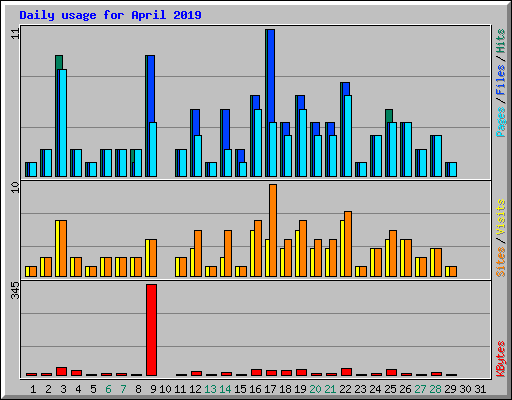 Daily usage for April 2019
11
Pages / Files / Hits
10
Sites / Visits
345
KBytes
1 2 3 4 5 6 7 8 9 10 11 12 13 14 15 16 17 18 19 20 21 22 23 24 25 26 27 28 29 30 31